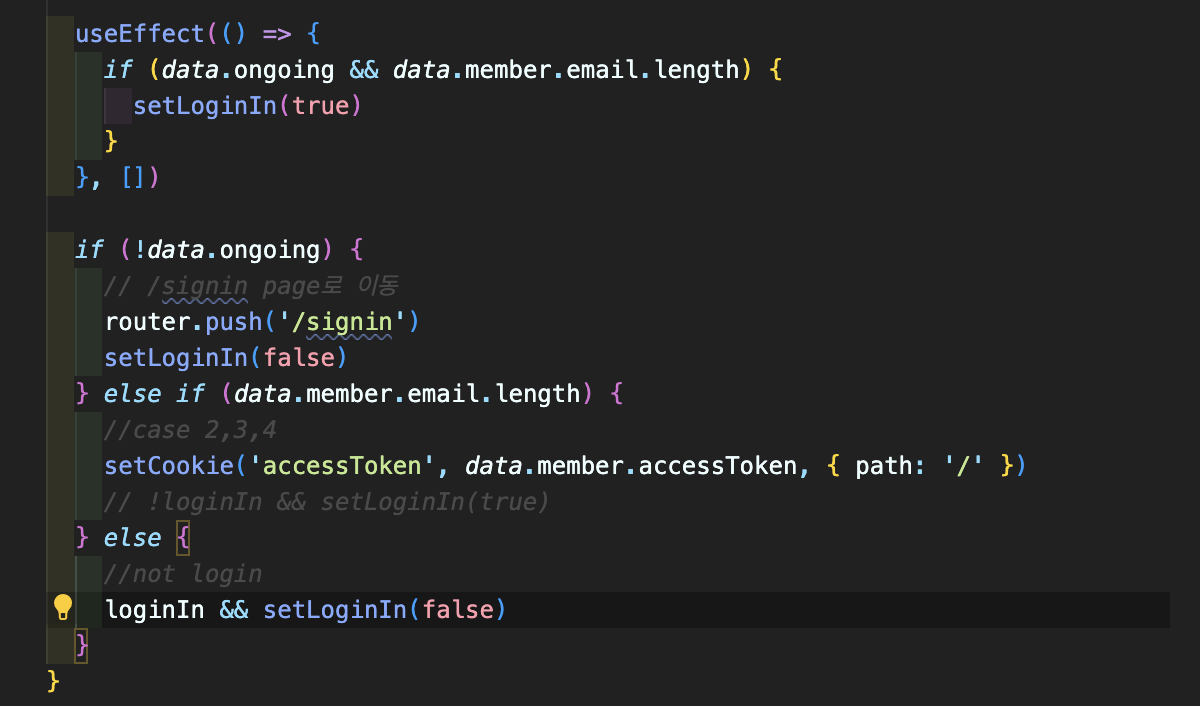 useEffect(() => {
if (data.ongoing && data.member.email.length) {
setLoginIn(true)
}
}, [])
if (!data.ongoing) {
// /signin page로 이동
router.push('/signin')
setLoginIn(false)
} else if (data.member.email.length) {
//case 2,3,4
setCookie('accessToken', data.member.accessToken, { path: '/' })
// !loginIn && setLoginIn(true)
} else {
//not login
loginIn && setLoginIn(false)
}
}